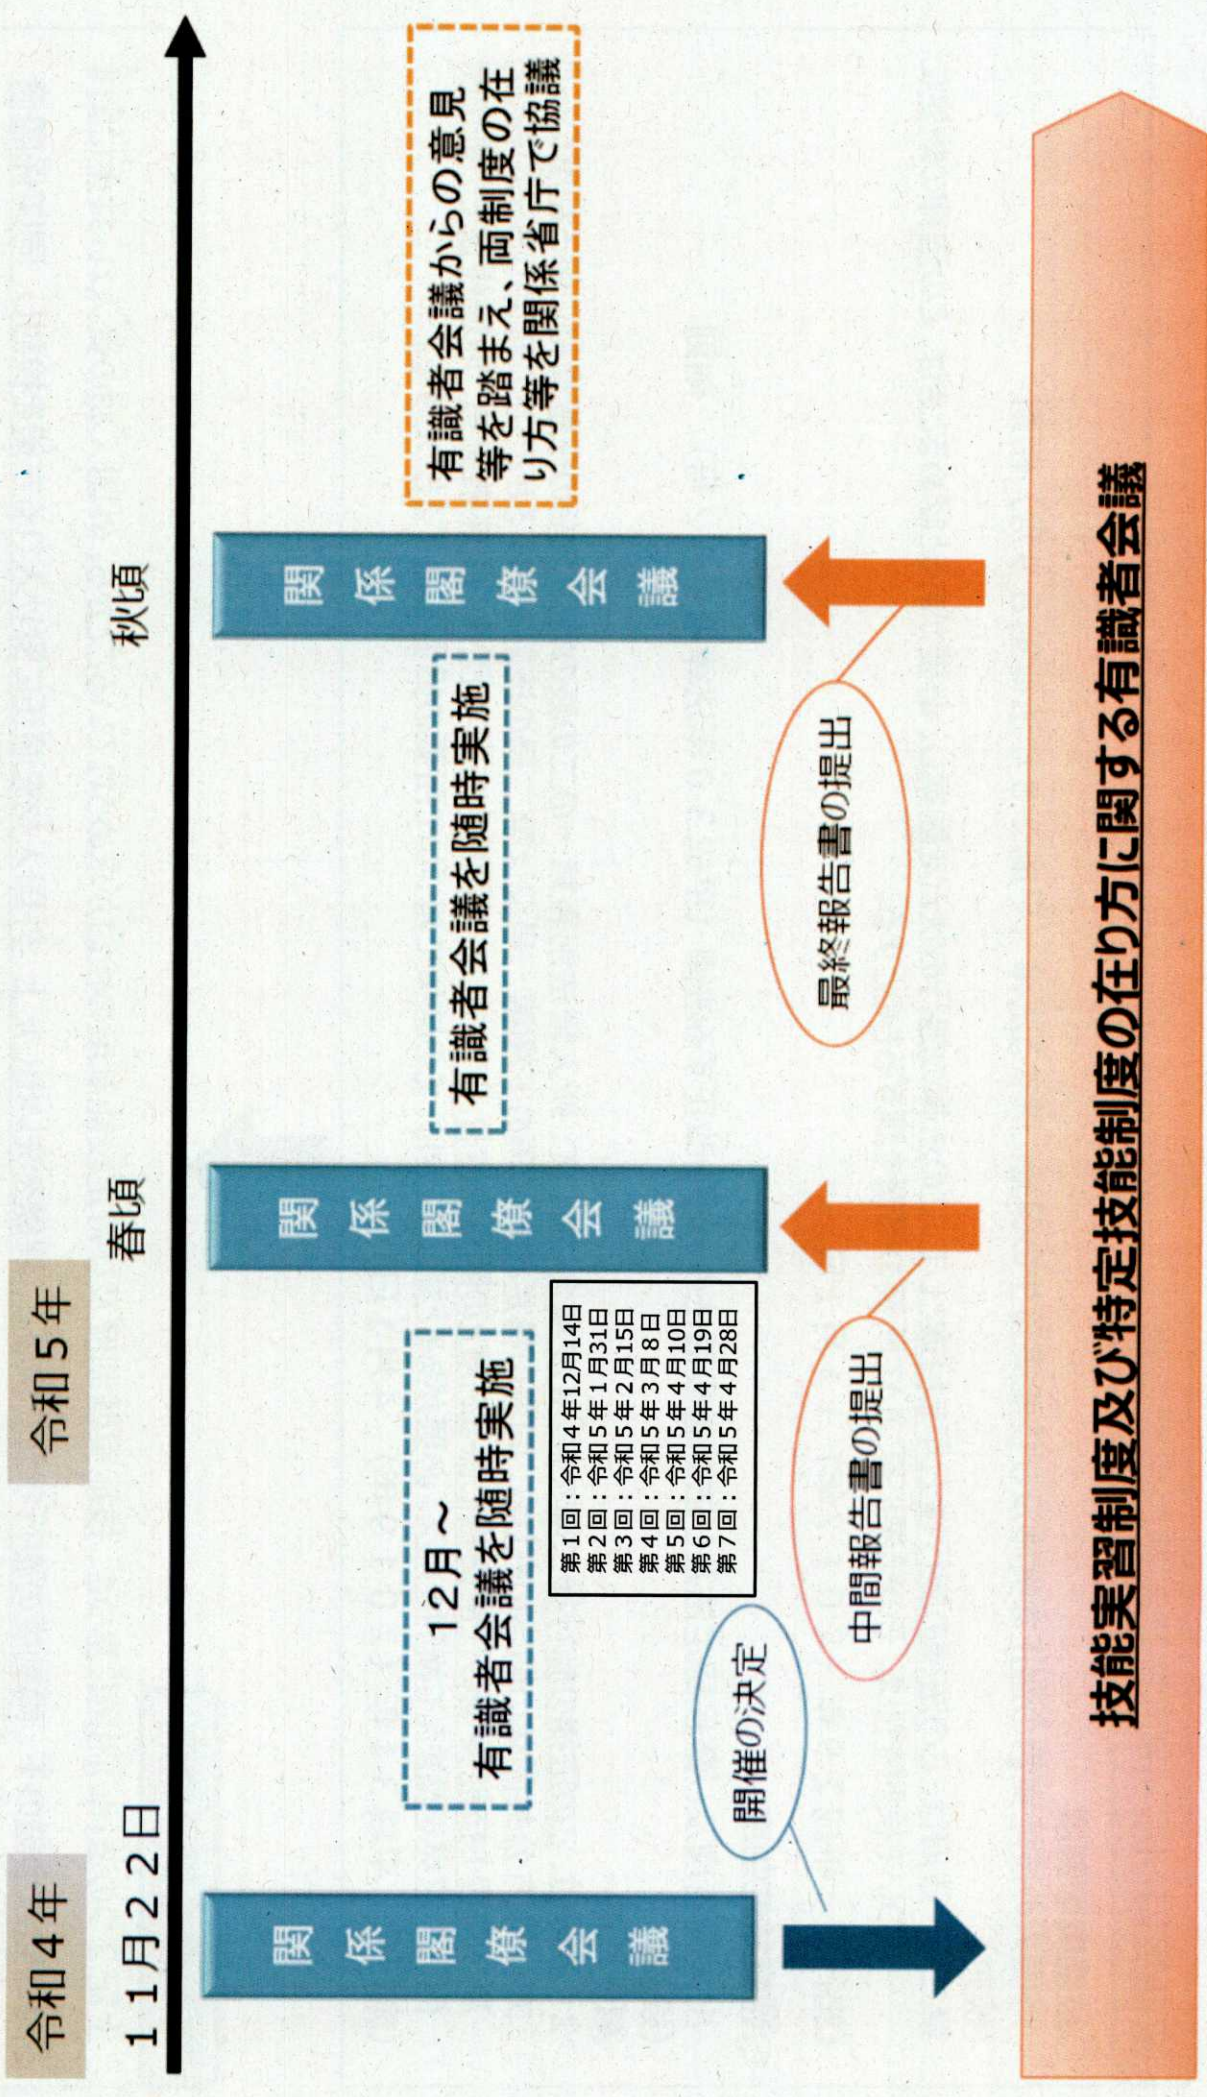 令和４年
令和５年
１１月２２日
春頃
秋頃
関係閣僚会議
関係閣僚会議
関係閣僚会議
12月～
有識者会議を随時実施
第１回：令和４年12月14日
第２回：令和５年１月31日
第３回：令和５年２月15日
第４回：令和５年３月８日
第５回：令和５年４月10日
第６回：令和５年４月19日
第７回：令和５年４月28日
有識者会議を随時実施
有識者会議からの意見
等を踏まえ、両制度の在
り方等を関係省庁で協議
開催の決定
中間報告書の提出
最終報告書の提出
技能実習制度及び特定技能制度の在り方に関する有識者会議